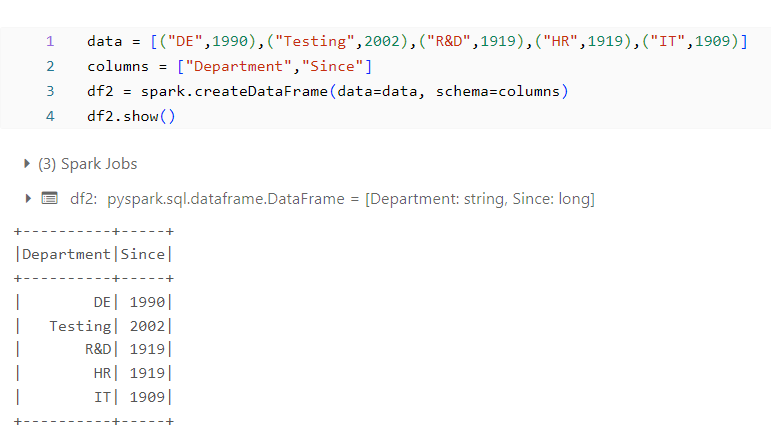 1 data = [("DE",1990),("Testing",2002),("R&D",1919),("HR",1919),("IT",1909)]
2 columns = ["Department","Since"]
3 df2 = spark.createDataFrame(data=data, schema=columns)
4 df2.show()
(3) Spark Jobs
df2: pyspark.sql.dataframe.DataFrame = [Department: string, Since: long]
+----------+-----+
|Department|Since|
+----------+-----+
|        DE| 1990|
|   Testing| 2002|
|       R&D| 1919|
|        HR| 1919|
|        IT| 1909|
+----------+-----+